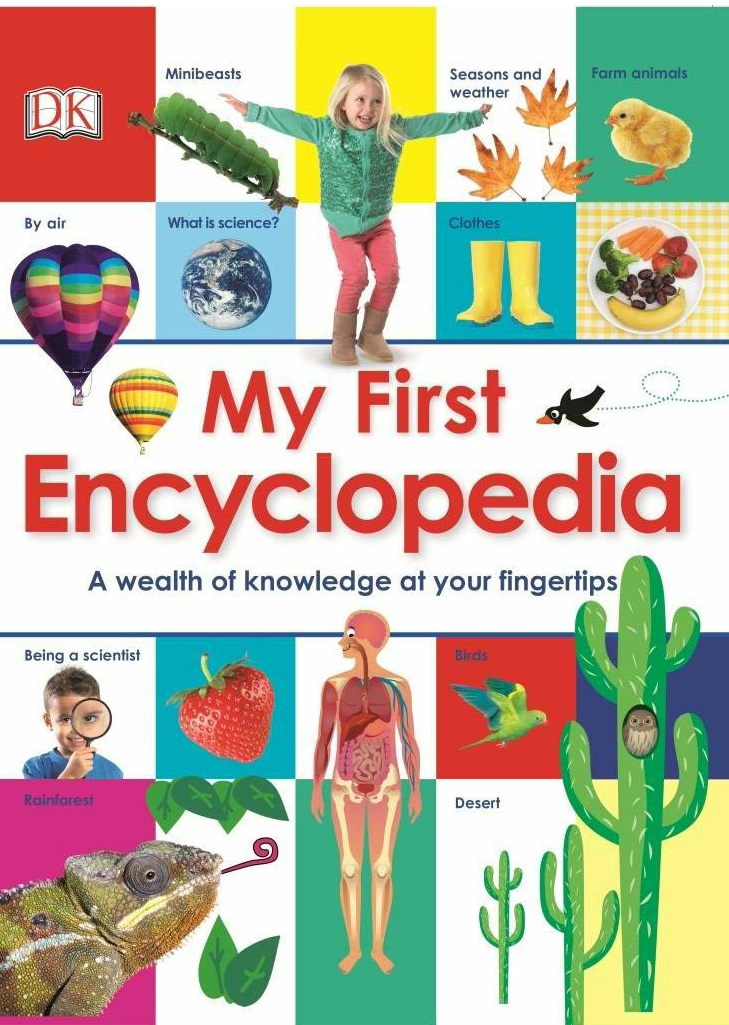 DK
Minibeasts
Seasons and
weather
Farm animals
By air
What is science?
Clothes
My First
Encyclopedia
A wealth of knowledge at your fingertips
Being a scientist
Birds
Rainforest
Desert